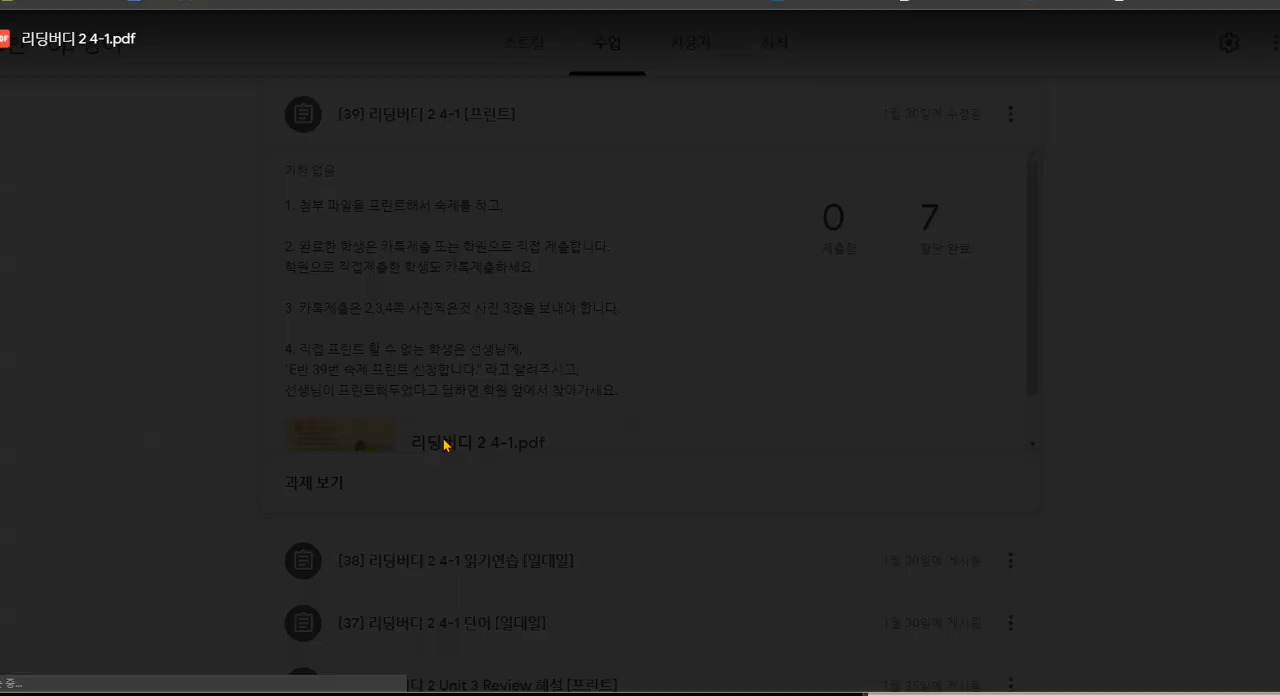 리딩버디 2 4-1.pdf
스트림 수업 사용자 성적
[39] 리딩버디 2 4-1 [프린트]
1월 30일에 수정됨
기한 없음
1. 첨부 파일을 프린트해서 숙제를 하고,
0 7
제출함 할당 완료
2. 완료한 학생은 카톡제출 또는 학원으로 직접 제출합니다.
학원으로 직접제출한 학생도 카톡제출하세요.
3. 카톡제출은 2,3,4쪽 사진찍은것 사진 3장을 보내야 합니다.
4. 직접 프린트 할 수 없는 학생은 선생님께,
"E반 39번 숙제 프린트 신청합니다." 라고 알려주시고,
선생님이 프린트해두었다고 답하면 학원 앞에서 찾아가세요.
리딩버디 2 4-1.pdf
과제 보기
[38] 리딩버디 2 4-1 읽기연습 [일대일]
1월 30일에 게시됨
[37] 리딩버디 2 4-1 단어 [일대일]
1월 30일에 게시됨
딩버디 2 Unit 3 Review 해설 [프린트]
중...